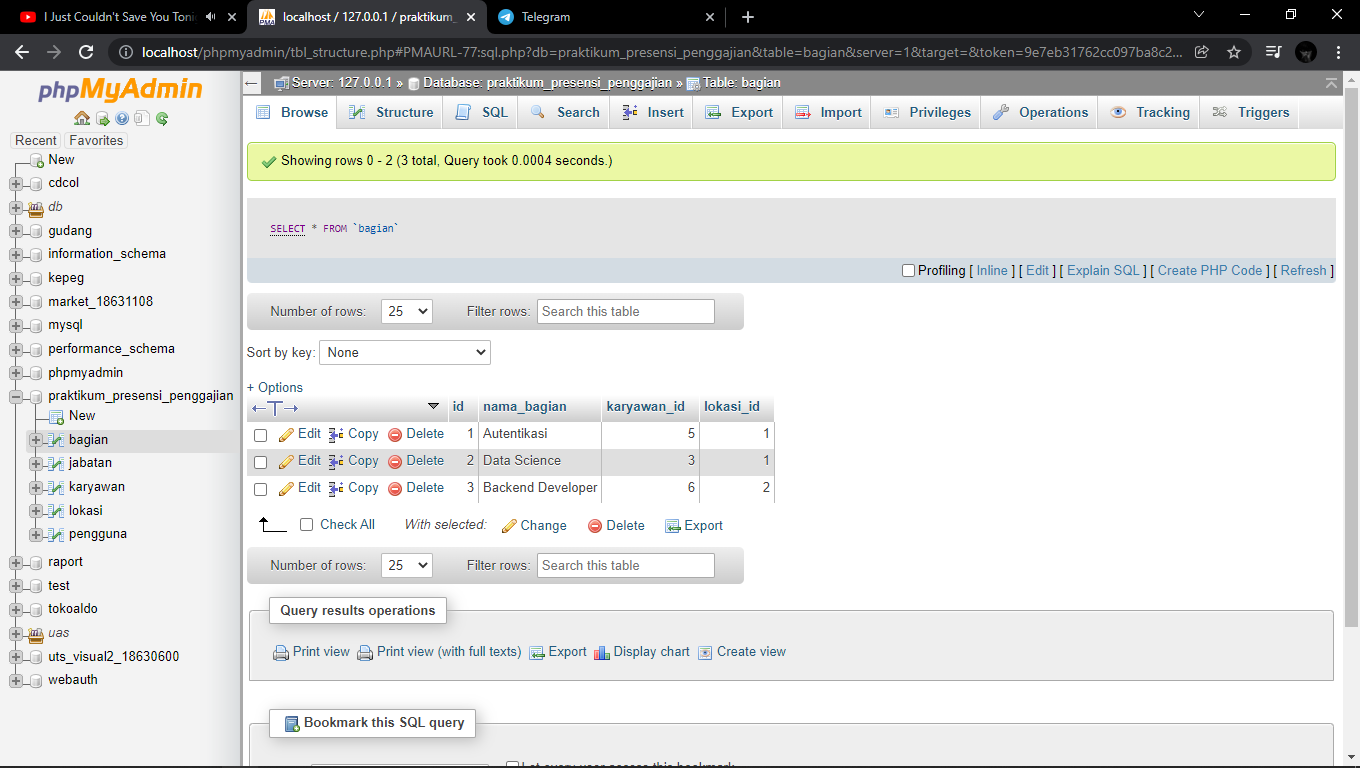 I Just Couldn't Save You Toni
localhost / 127.0.0.1 / praktikum_
Telegram
localhost/phpmyadmin/tbl_structure.php#PMAURL-77:sql.php?db=praktikum_presensi_penggajian&table=bagian&server=1&target=&token=9e7eb31762cc097ba8c2...
phpMyAdmin
Recent Favorites
New
cdcol
db
gudang
information_schema
kepeg
market_18631108
mysql
performance_schema
phpmyadmin
praktikum_presensi_penggajian
New
bagian
jabatan
karyawan
lokasi
pengguna
raport
test
tokoaldo
uas
uts_visual2_18630600
webauth
Server: 127.0.0.1 » Database: praktikum_presensi_penggajian » Table: bagian
Browse Structure SQL Search Insert Export Import Privileges Operations Tracking Triggers
Showing rows 0 - 2 (3 total, Query took 0.0004 seconds.)
SELECT * FROM `bagian`
Profiling [ Inline ] [ Edit ] [ Explain SQL ] [ Create PHP Code ] [ Refresh ]
Number of rows: 25 Filter rows: Search this table
Sort by key: None
+ Options
id nama_bagian karyawan_id lokasi_id
Edit Copy Delete 1 Autentikasi 5 1
Edit Copy Delete 2 Data Science 3 1
Edit Copy Delete 3 Backend Developer 6 2
Check All With selected: Change Delete Export
Number of rows: 25 Filter rows: Search this table
Query results operations
Print view Print view (with full texts) Export Display chart Create view
Bookmark this SQL query
Let every user access this bookmark